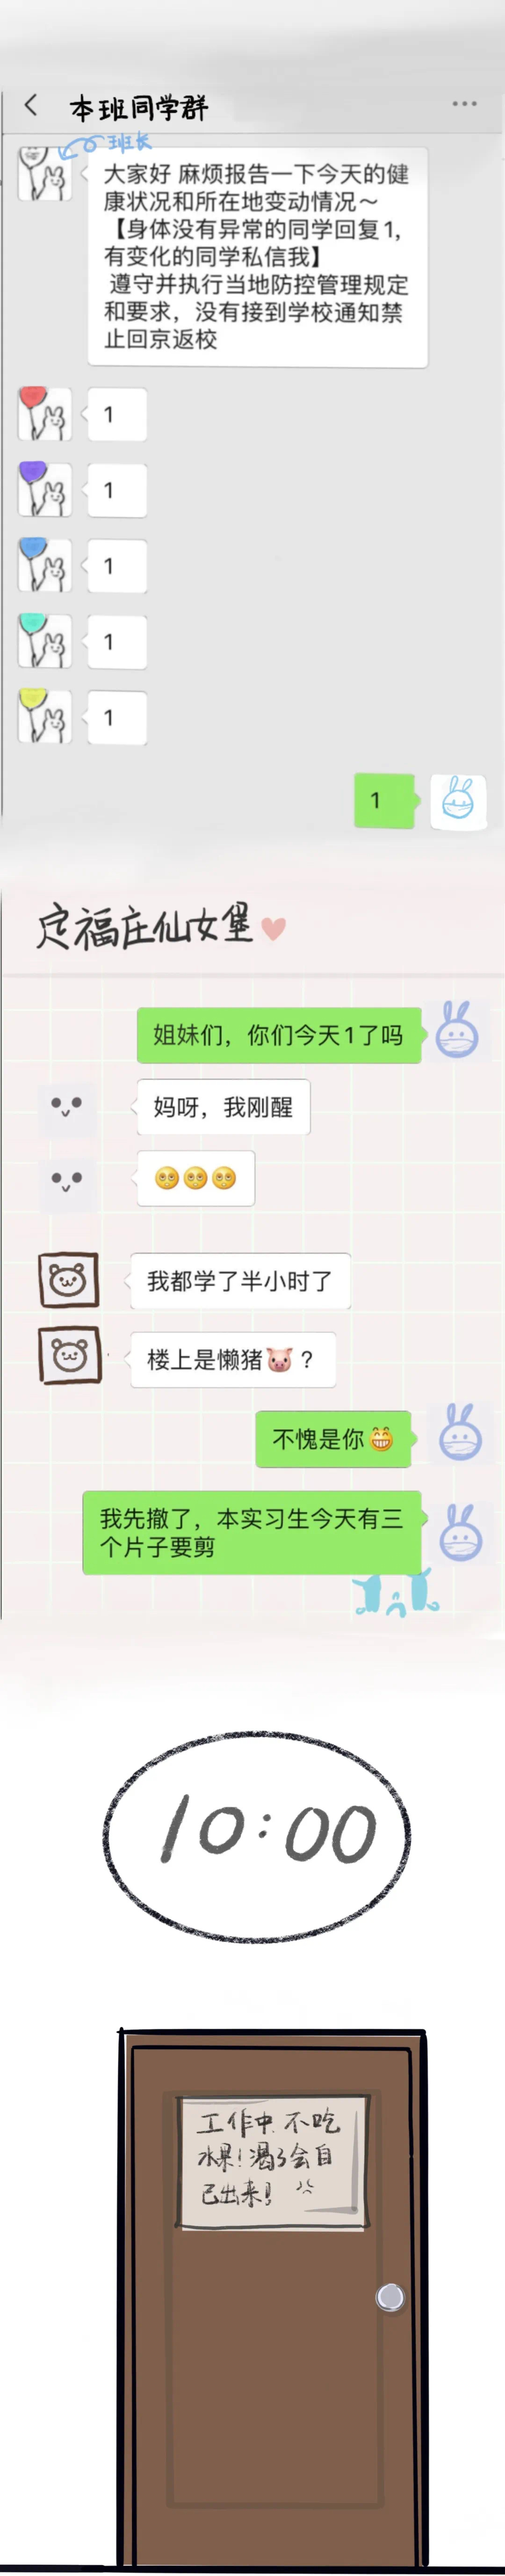 本班同学群
班长
大家好 麻烦报告一下今天的健
康状况和所在地变动情况～
【身体没有异常的同学回复1，
有变化的同学私信我】
遵守并执行当地防控管理规定
和要求，没有接到学校通知禁
止回京返校
1
1
1
1
1
1
定福庄仙女堡
姐妹们，你们今天1了吗
妈呀，我刚醒
我都学了半小时了
楼上是懒猪🐷？
不愧是你😁
我先撤了，本实习生今天有三
个片子要剪
10:00
工作中.不吃
水果!渴了会自
己出来!